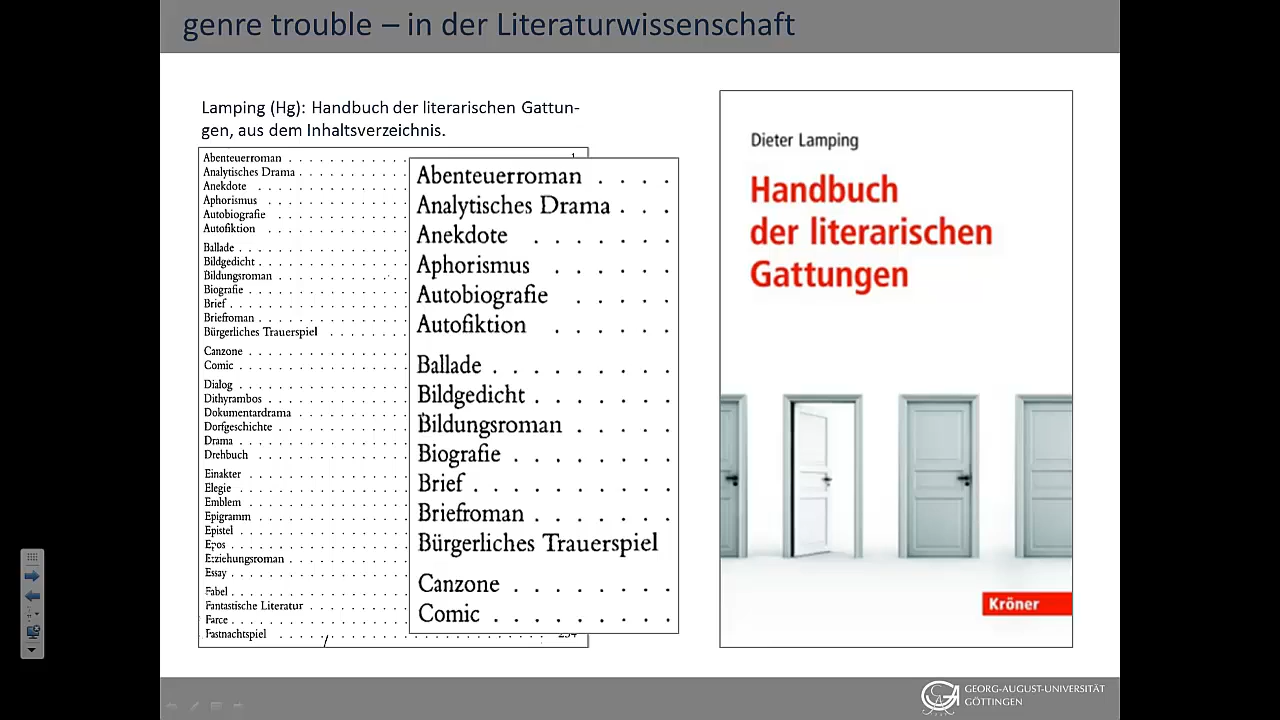 genre trouble – in der Literaturwissenschaft
Lamping (Hg): Handbuch der literarischen Gattun-
gen, aus dem Inhaltsverzeichnis.
Abenteuerroman . . . . . . . . . . . 1
Analytisches Drama . . . . . . . . . .
Anekdote . . . . . . . . . . . .
Aphorismus . . . . . . . . . . .
Autobiografie . . . . . . . . . .
Autofiktion . . . . . . . . . . .
Ballade . . . . . . . . . . . . .
Bildgedicht . . . . . . . . . . .
Bildungsroman . . . . . . . . . .
Biografie . . . . . . . . . . . .
Brief . . . . . . . . . . . . . .
Briefroman . . . . . . . . . . .
Bürgerliches Trauerspiel . . . . . . .
Canzone . . . . . . . . . . . .
Comic . . . . . . . . . . . . .
Dialog . . . . . . . . . . . . .
Dithyrambos . . . . . . . . . . .
Dokumentardrama . . . . . . . . .
Dorfgeschichte . . . . . . . . . .
Drama . . . . . . . . . . . . .
Drehbuch . . . . . . . . . . . .
Einakter . . . . . . . . . . . .
Elegie . . . . . . . . . . . . .
Emblem . . . . . . . . . . . .
Epigramm . . . . . . . . . . . .
Epistel . . . . . . . . . . . . .
Epos . . . . . . . . . . . . . .
Erziehungsroman . . . . . . . . .
Essay . . . . . . . . . . . . .
Fabel . . . . . . . . . . . . .
Fantastische Literatur . . . . . . . .
Farce . . . . . . . . . . . . .
Fastnachtspiel . . . . . . . . . . .
Abenteuerroman . . . .
Analytisches Drama . . .
Anekdote . . . . . . .
Aphorismus . . . . . .
Autobiografie . . . . .
Autofiktion . . . . . .
Ballade . . . . . . . . .
Bildgedicht . . . . . . .
Bildungsroman . . . . .
Biografie . . . . . . . .
Brief . . . . . . . . . .
Briefroman . . . . . . .
Bürgerliches Trauerspiel
Canzone . . . . . . . .
Comic . . . . . . . . .
Dieter Lamping
Handbuch
der literarischen
Gattungen
Kröner
GEORG-AUGUST-UNIVERSITÄT
GÖTTINGEN